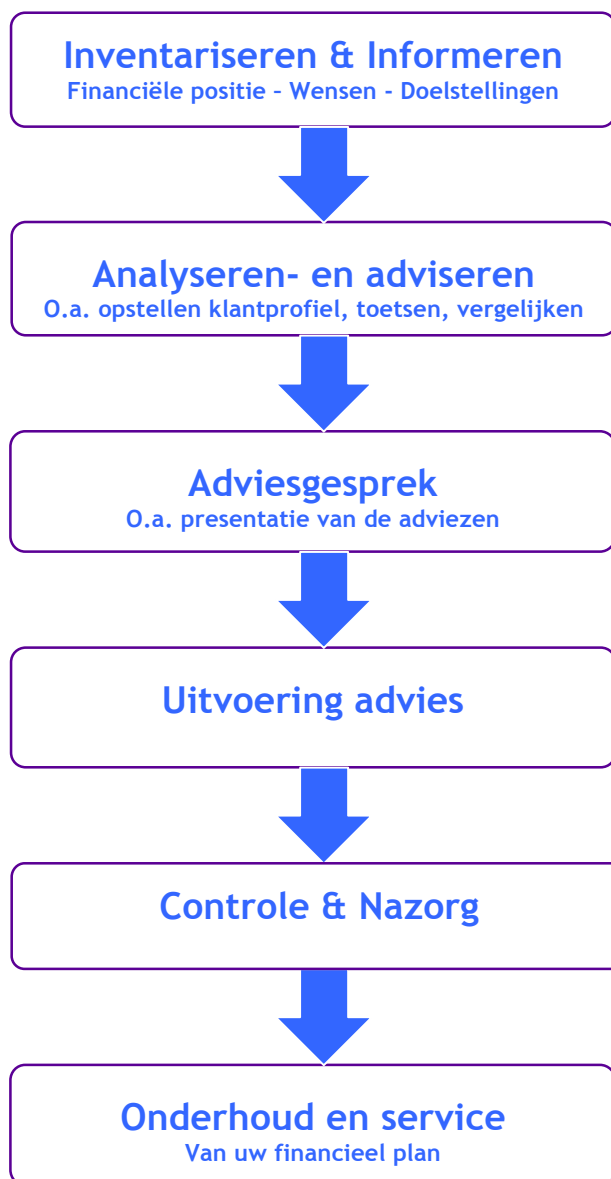 Inventariseren & Informeren
Financiële positie – Wensen - Doelstellingen
Analyseren- en adviseren
O.a. opstellen klantprofiel, toetsen, vergelijken
Adviesgesprek
O.a. presentatie van de adviezen
Uitvoering advies
Controle & Nazorg
Onderhoud en service
Van uw financieel plan